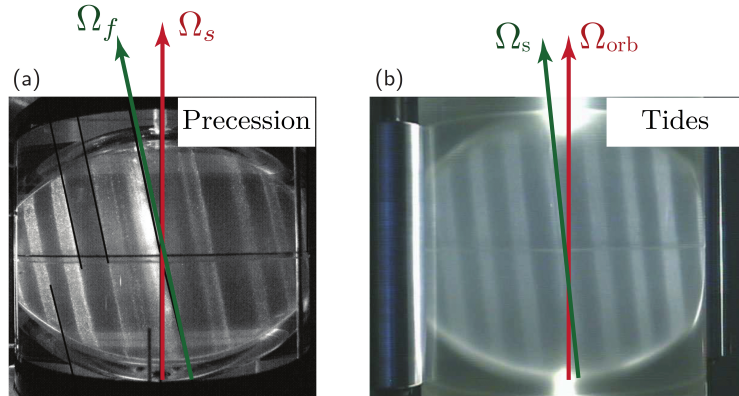 Ω_f Ω_s
(a)
Precession
Ω_s Ω_orb
(b)
Tides